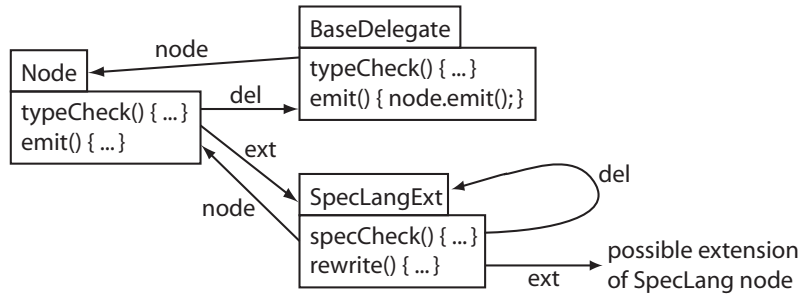 BaseDelegate
node
typeCheck() { ... }
emit() { node.emit(); }
Node
typeCheck() { ... }
emit() { ... }
del
ext
node
SpecLangExt
specCheck() { ... }
rewrite() { ... }
del
ext
possible extension
of SpecLang node